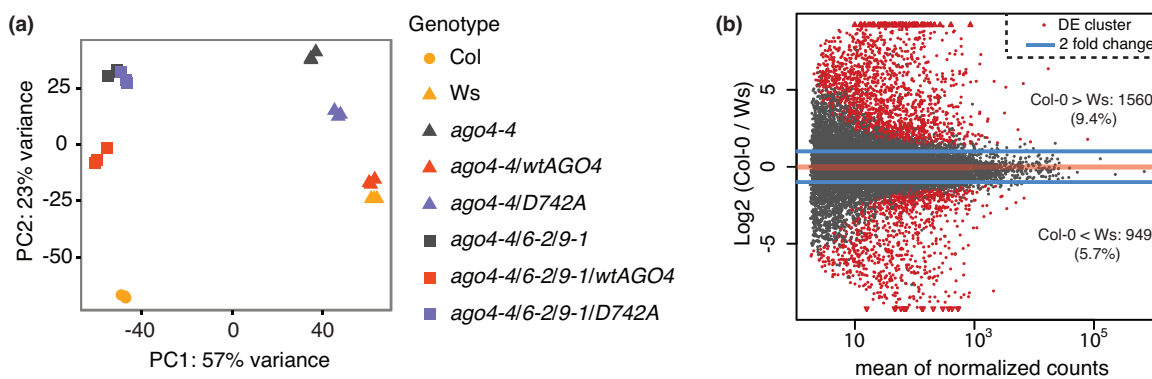 (a)
Genotype
Col
Ws
ago4-4
ago4-4/wtAGO4
ago4-4/D742A
ago4-4/6-2/9-1
ago4-4/6-2/9-1/wtAGO4
ago4-4/6-2/9-1/D742A
PC2: 23% variance
25
0
-25
-50
-40
0
40
PC1: 57% variance
(b)
DE cluster
2 fold change
Col-0 > Ws: 1560
(9.4%)
Col-0 < Ws: 949
(5.7%)
Log2 (Col-0 / Ws)
5
0
-5
10
10³
10⁵
mean of normalized counts